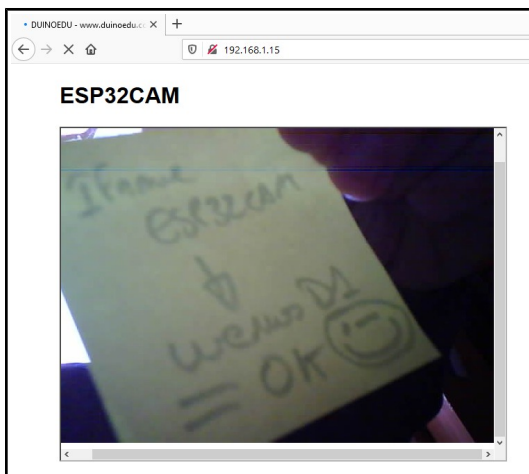 DUINOEDU - www.duinoedu.c
192.168.1.15
ESP32CAM
IFrame
ESP32CAM
Wemos D1
= OK